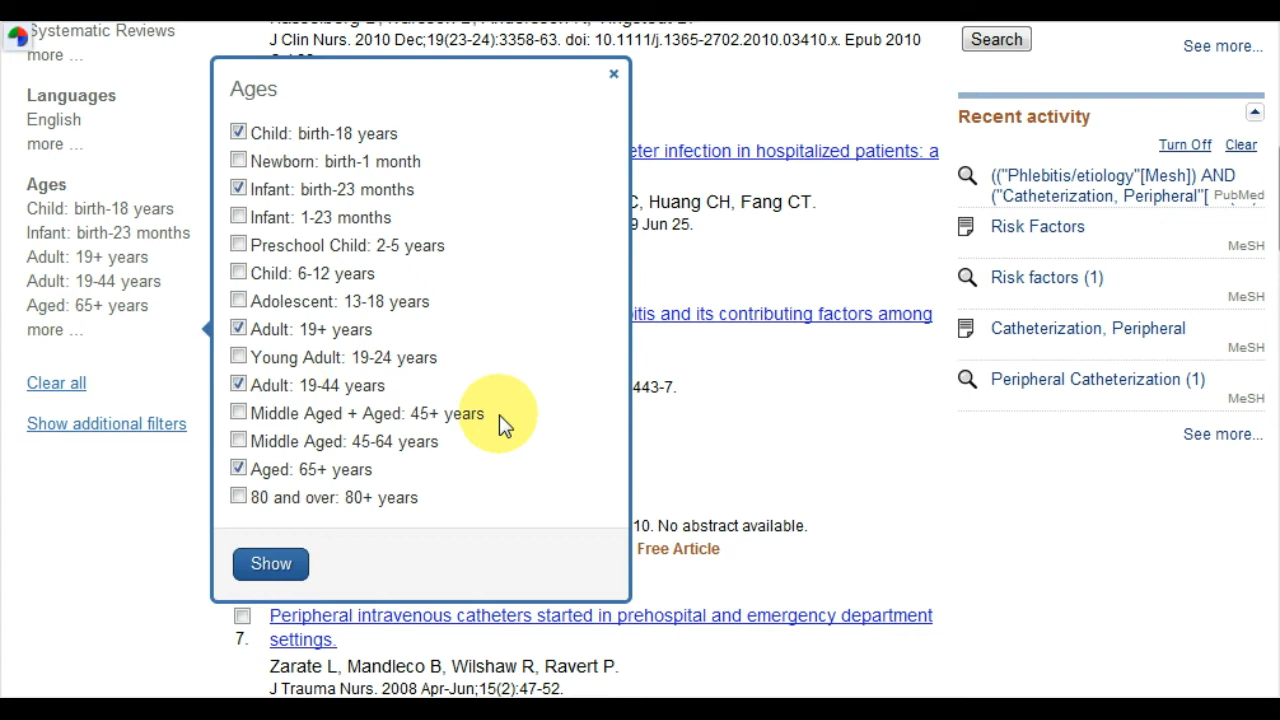 Systematic Reviews
more ...
Languages
English
more ...
Ages
Child: birth-18 years
Infant: birth-23 months
Adult: 19+ years
Adult: 19-44 years
Aged: 65+ years
more ...
Clear all
Show additional filters
J Clin Nurs. 2010 Dec;19(23-24):3358-63. doi: 10.1111/j.1365-2702.2010.03410.x. Epub 2010
Ages
Child: birth-18 years
Newborn: birth-1 month
Infant: birth-23 months
Infant: 1-23 months
Preschool Child: 2-5 years
Child: 6-12 years
Adolescent: 13-18 years
Adult: 19+ years
Young Adult: 19-24 years
Adult: 19-44 years
Middle Aged + Aged: 45+ years
Middle Aged: 45-64 years
Aged: 65+ years
80 and over: 80+ years
Show
eter infection in hospitalized patients: a
C, Huang CH, Fang CT.
9 Jun 25.
itis and its contributing factors among
443-7.
10. No abstract available.
Free Article
Peripheral intravenous catheters started in prehospital and emergency department
7. settings.
Zarate L, Mandleco B, Wilshaw R, Ravert P.
J Trauma Nurs. 2008 Apr-Jun;15(2):47-52.
Search
See more...
Recent activity
Turn Off Clear
(("Phlebitis/etiology"[Mesh]) AND
("Catheterization, Peripheral"[ PubMed
Risk Factors
MeSH
Risk factors (1)
MeSH
Catheterization, Peripheral
MeSH
Peripheral Catheterization (1)
MeSH
See more...